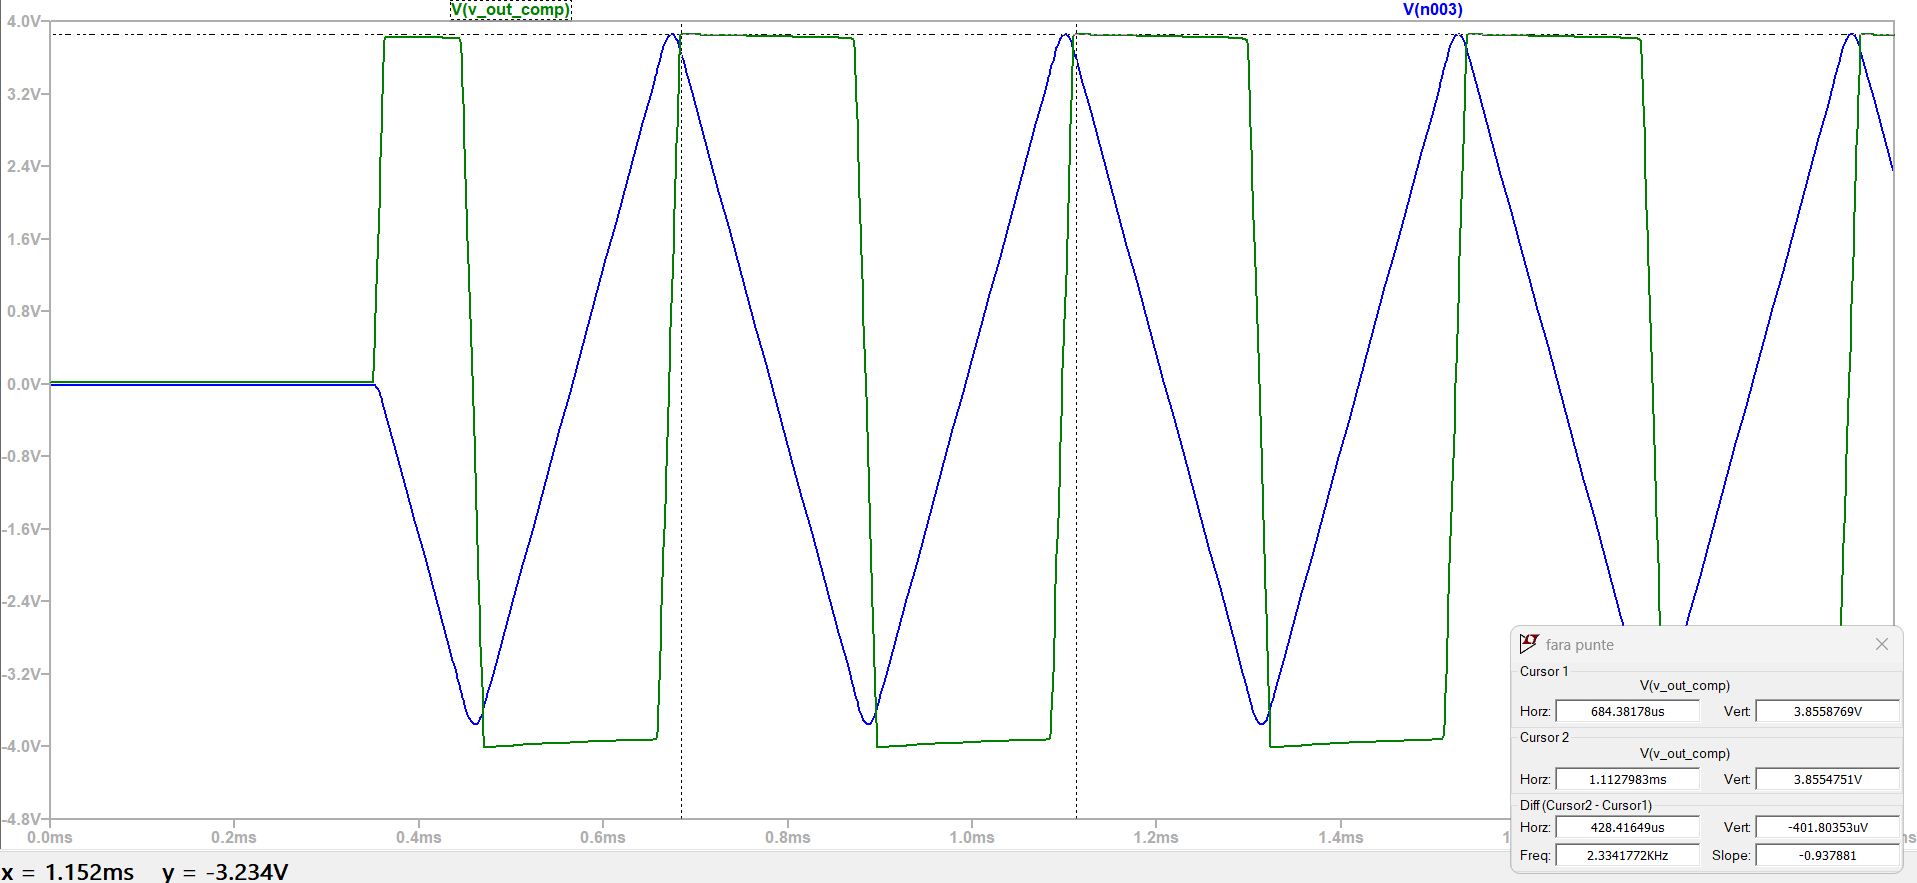 V(v_out_comp) V(n003)
4.0V
3.2V
2.4V
1.6V
0.8V
0.0V
-0.8V
-1.6V
-2.4V
-3.2V
-4.0V
-4.8V
0.0ms 0.2ms 0.4ms 0.6ms 0.8ms 1.0ms 1.2ms 1.4ms
fara punte
Cursor 1
V(v_out_comp)
Horz: 684.38178us Vert: 3.8558769V
Cursor 2
V(v_out_comp)
Horz: 1.1127983ms Vert: 3.8554751V
Diff (Cursor2 - Cursor1)
Horz: 428.41649us Vert: -401.80353uV
Freq: 2.3341772KHz Slope: -0.937881
x = 1.152ms y = -3.234V